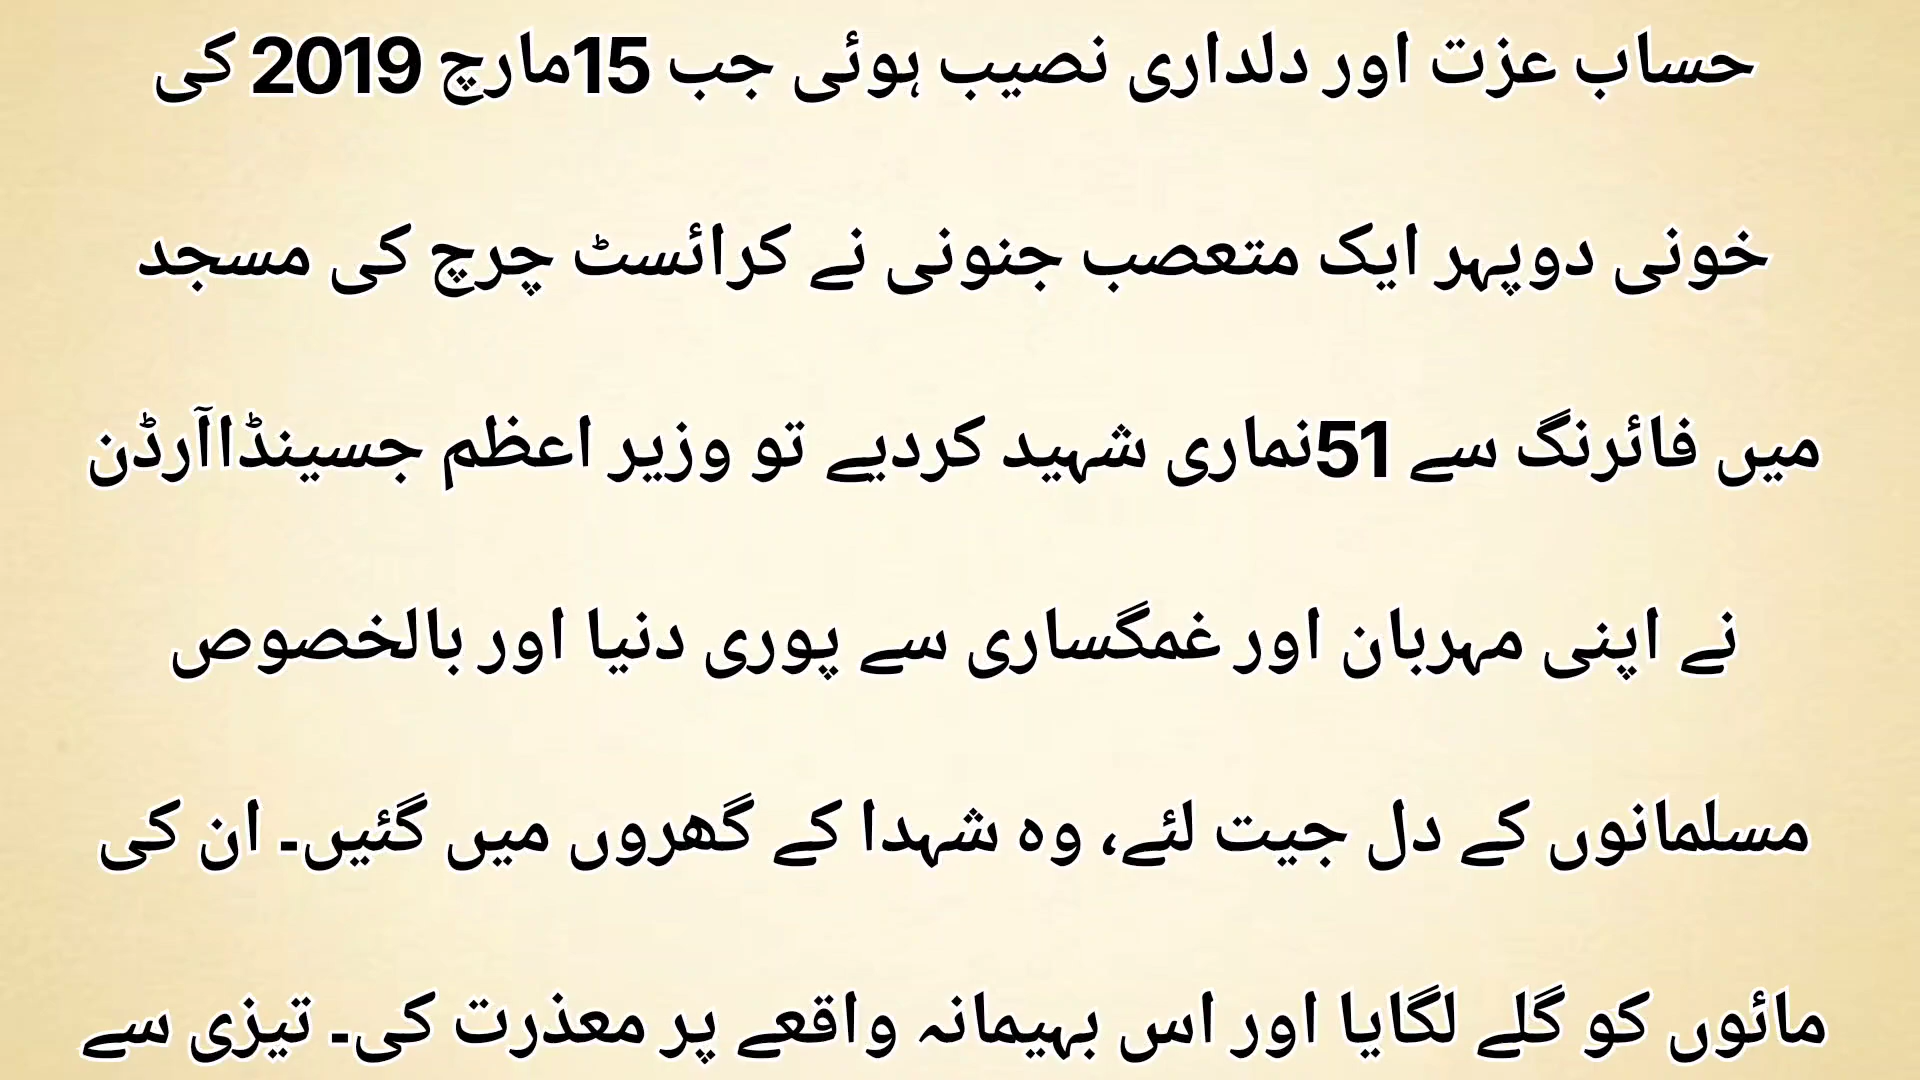 حساب عزت اور دلداری نصیب ہوئی جب 15مارچ 2019 کی
خونی دوپہر ایک متعصب جنونی نے کرائسٹ چرچ کی مسجد
میں فائرنگ سے 51نماری شہید کردیے تو وزیر اعظم جسینڈاآرڈن
نے اپنی مہربان اور غمگساری سے پوری دنیا اور بالخصوص
مسلمانوں کے دل جیت لئے، وہ شہدا کے گھروں میں گئیں۔ ان کی
مائوں کو گلے لگایا اور اس بہیمانہ واقعے پر معذرت کی۔ تیزی سے